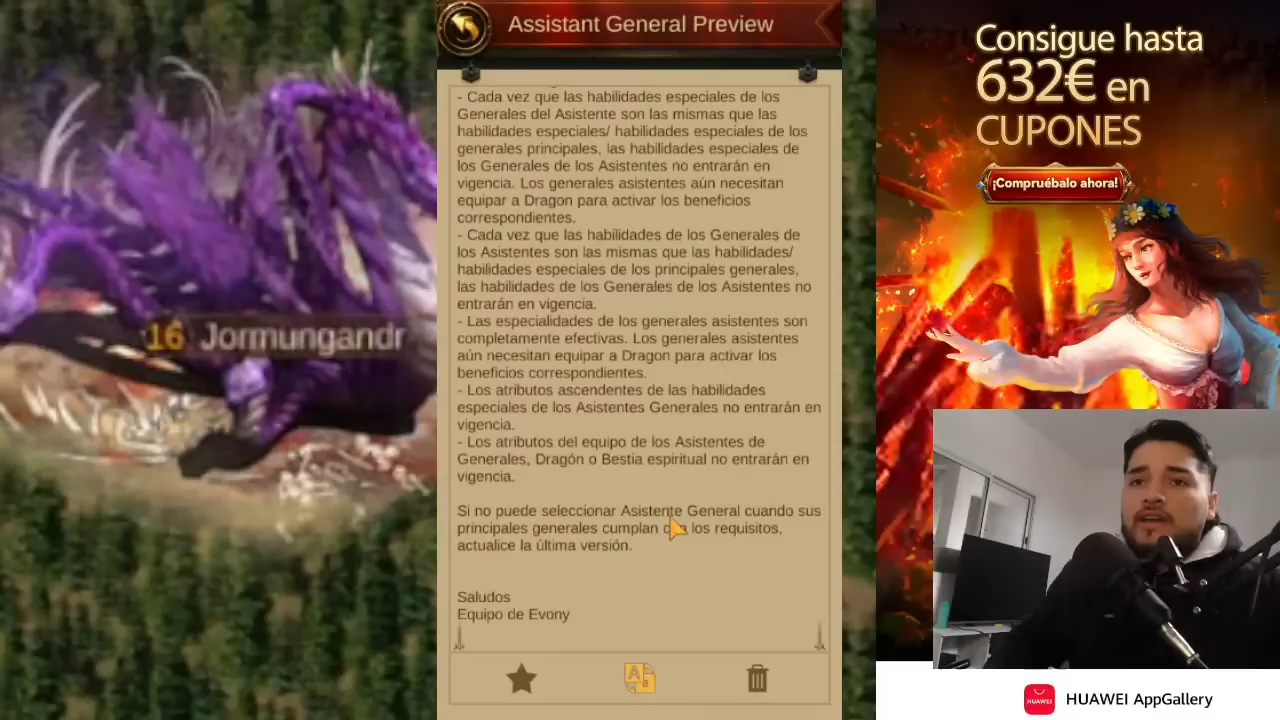 16 Jormungandr
Assistant General Preview
- Cada vez que las habilidades especiales de los
Generales del Asistente son las mismas que las
habilidades especiales/ habilidades especiales de los
generales principales, las habilidades especiales de
los Generales de los Asistentes no entrarán en
vigencia. Los generales asistentes aún necesitan
equipar a Dragon para activar los beneficios
correspondientes.
- Cada vez que las habilidades de los Generales de
los Asistentes son las mismas que las habilidades/
habilidades especiales de los principales generales,
las habilidades de los Generales de los Asistentes no
entrarán en vigencia.
- Las especialidades de los generales asistentes son
completamente efectivas. Los generales asistentes
aún necesitan equipar a Dragon para activar los
beneficios correspondientes.
- Los atributos ascendentes de las habilidades
especiales de los Asistentes Generales no entrarán en
vigencia.
- Los atributos del equipo de los Asistentes de
Generales, Dragón o Bestia espiritual no entrarán en
vigencia.
Si no puede seleccionar Asistente General cuando sus
principales generales cumplan los requisitos,
actualice la última versión.
Saludos
Equipo de Evony
Consigue hasta
632€ en
CUPONES
¡Compruébalo ahora!
HUAWEI
HUAWEI AppGallery